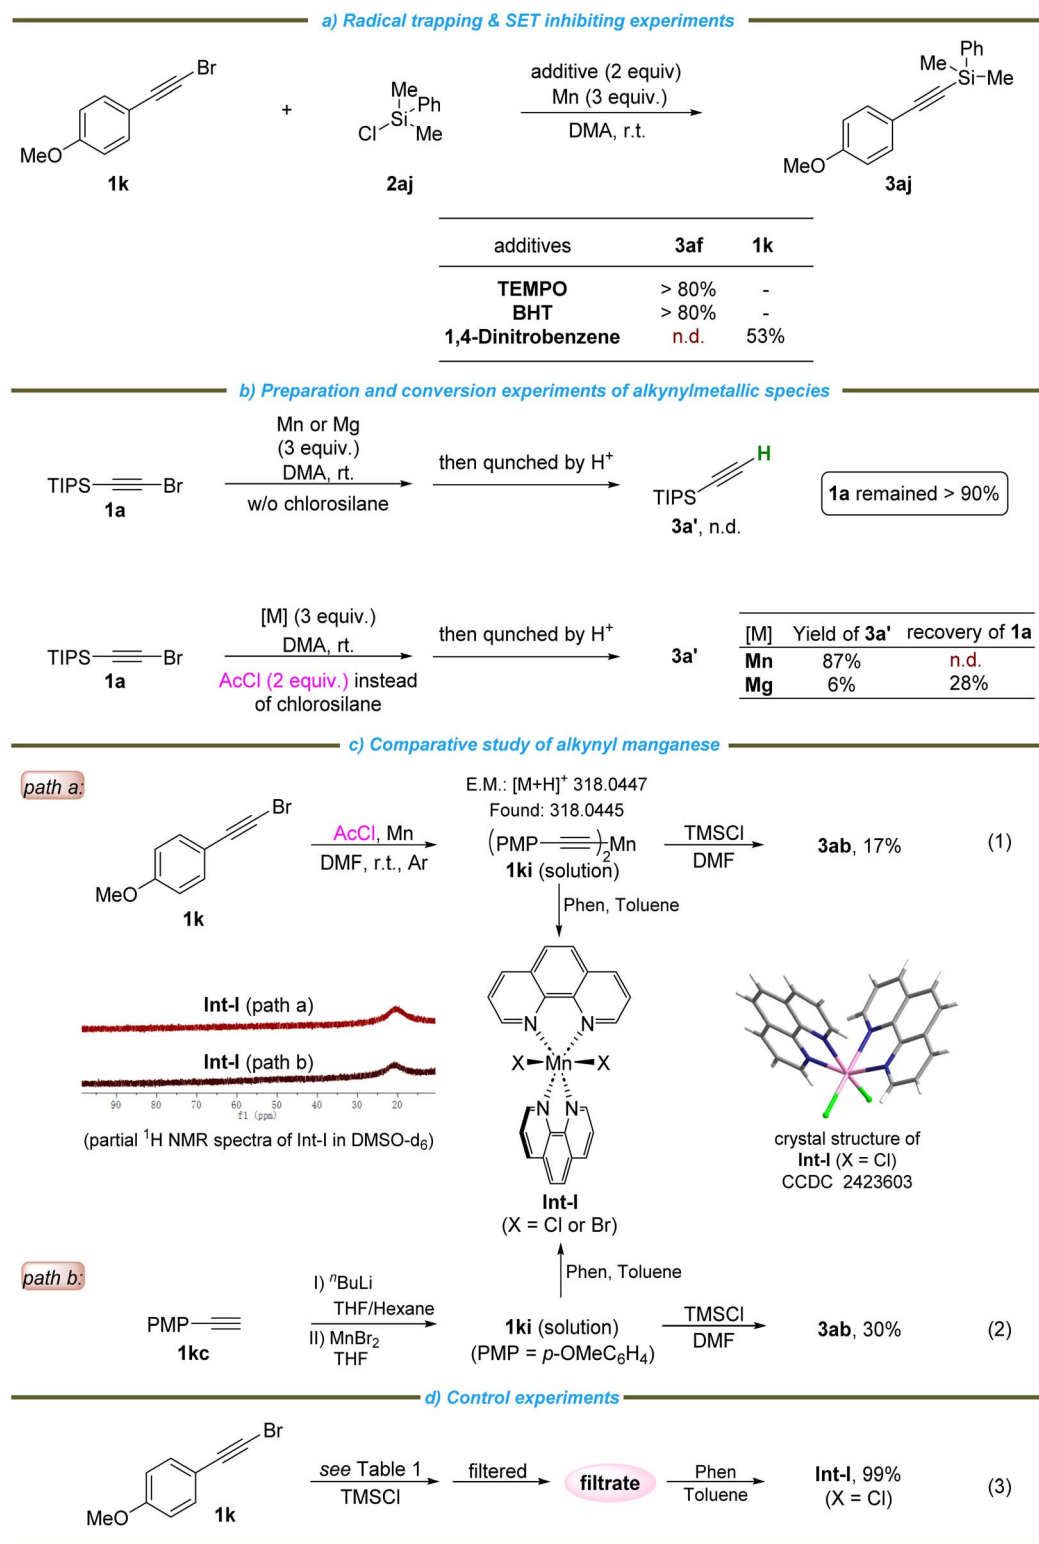 a) Radical trapping & SET inhibiting experiments
Br
MeO
1k
+
Me
Ph
Si
Cl
Me
2aj
additive (2 equiv)
Mn (3 equiv.)
DMA, r.t.
Ph
Me
Si
Me
MeO
3aj
additives 3af 1k
TEMPO > 80% -
BHT > 80% -
1,4-Dinitrobenzene n.d. 53%
b) Preparation and conversion experiments of alkynylmetallic species
TIPS Br
1a
Mn or Mg
(3 equiv.)
DMA, rt.
w/o chlorosilane
then qunched by H+
H
TIPS
3a', n.d.
1a remained > 90%
TIPS Br
1a
[M] (3 equiv.)
DMA, rt.
AcCl (2 equiv.) instead
of chlorosilane
then qunched by H+
3a'
[M] Yield of 3a' recovery of 1a
Mn 87% n.d.
Mg 6% 28%
c) Comparative study of alkynyl manganese
path a:
Br
MeO
1k
AcCl, Mn
DMF, r.t., Ar
E.M.: [M+H]+ 318.0447
Found: 318.0445
(PMP )2Mn
1ki (solution)
TMSCl
DMF
3ab, 17%
(1)
Phen, Toluene
Int-I (path a)
Int-I (path b)
90 80 70 60 50 40 30 20
f1 (ppm)
(partial 1H NMR spectra of Int-I in DMSO-d6)
N N
X Mn X
N N
Int-I
(X = Cl or Br)
crystal structure of
Int-I (X = Cl)
CCDC 2423603
path b:
PMP
1kc
I) nBuLi
THF/Hexane
II) MnBr2
THF
Phen, Toluene
1ki (solution)
(PMP = p-OMeC6H4)
TMSCl
DMF
3ab, 30%
(2)
d) Control experiments
Br
MeO
1k
see Table 1
TMSCl
filtered
filtrate
Phen
Toluene
Int-I, 99%
(X = Cl)
(3)